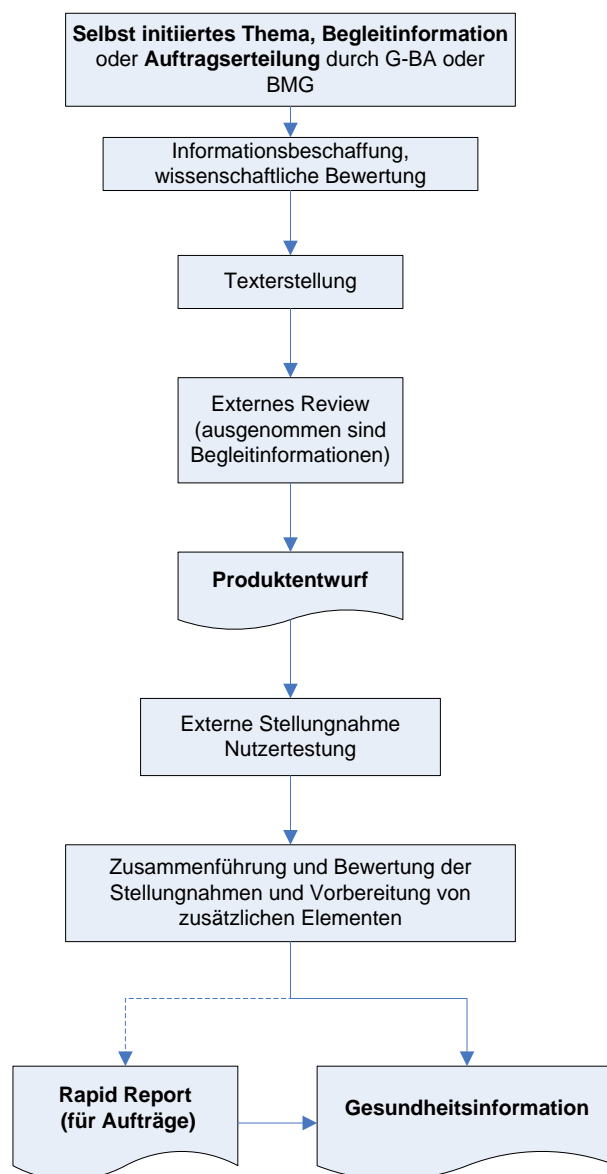 Selbst initiiertes Thema, Begleitinformation
oder Auftragserteilung durch G-BA oder
BMG
Informationsbeschaffung,
wissenschaftliche Bewertung
Texterstellung
Externes Review
(ausgenommen sind
Begleitinformationen)
Produktentwurf
Externe Stellungnahme
Nutzertestung
Zusammenführung und Bewertung der
Stellungnahmen und Vorbereitung von
zusätzlichen Elementen
Rapid Report
(für Aufträge)
Gesundheitsinformation